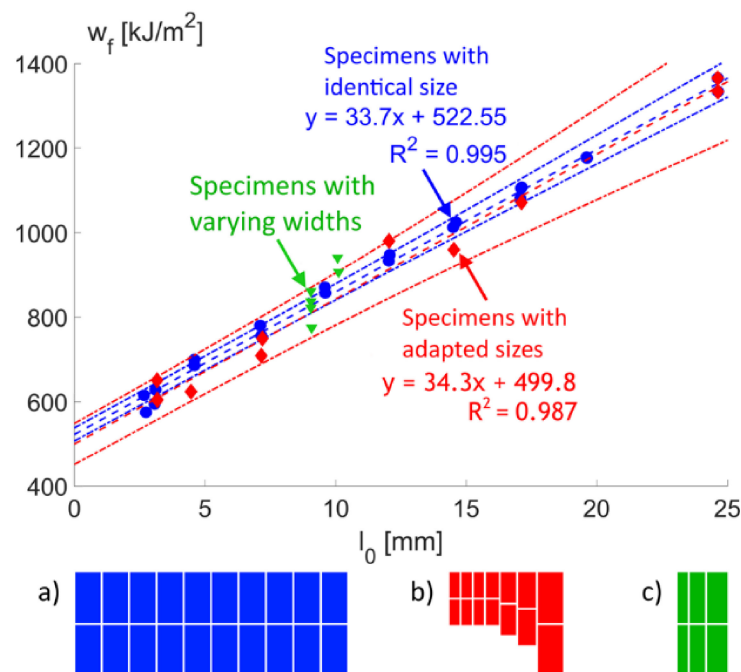 w_f [kJ/m²]
1400
1200
1000
800
600
400
Specimens with
identical size
y = 33.7x + 522.55
R² = 0.995
Specimens with
varying widths
Specimens with
adapted sizes
y = 34.3x + 499.8
R² = 0.987
0 5 10 15 20 25
l₀ [mm]
a) b) c)